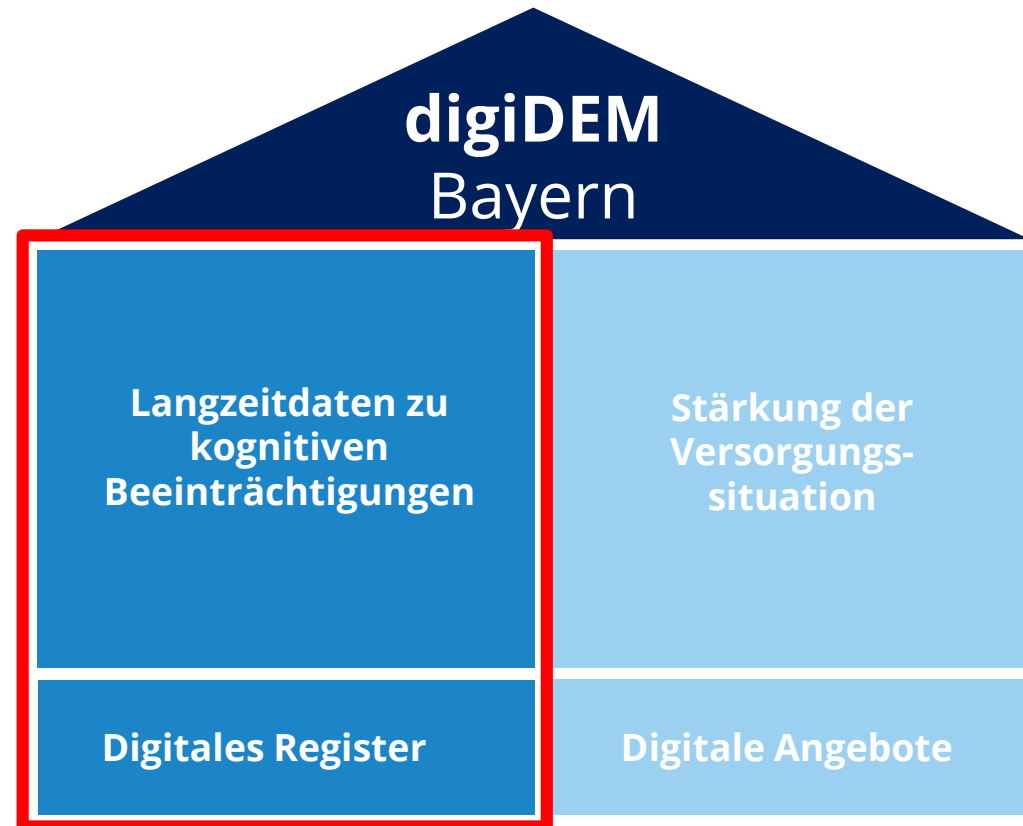 digiDEM
Bayern
Langzeitdaten zu
kognitiven
Beeinträchtigungen
Stärkung der
Versorgungs-
situation
Digitales Register
Digitale Angebote